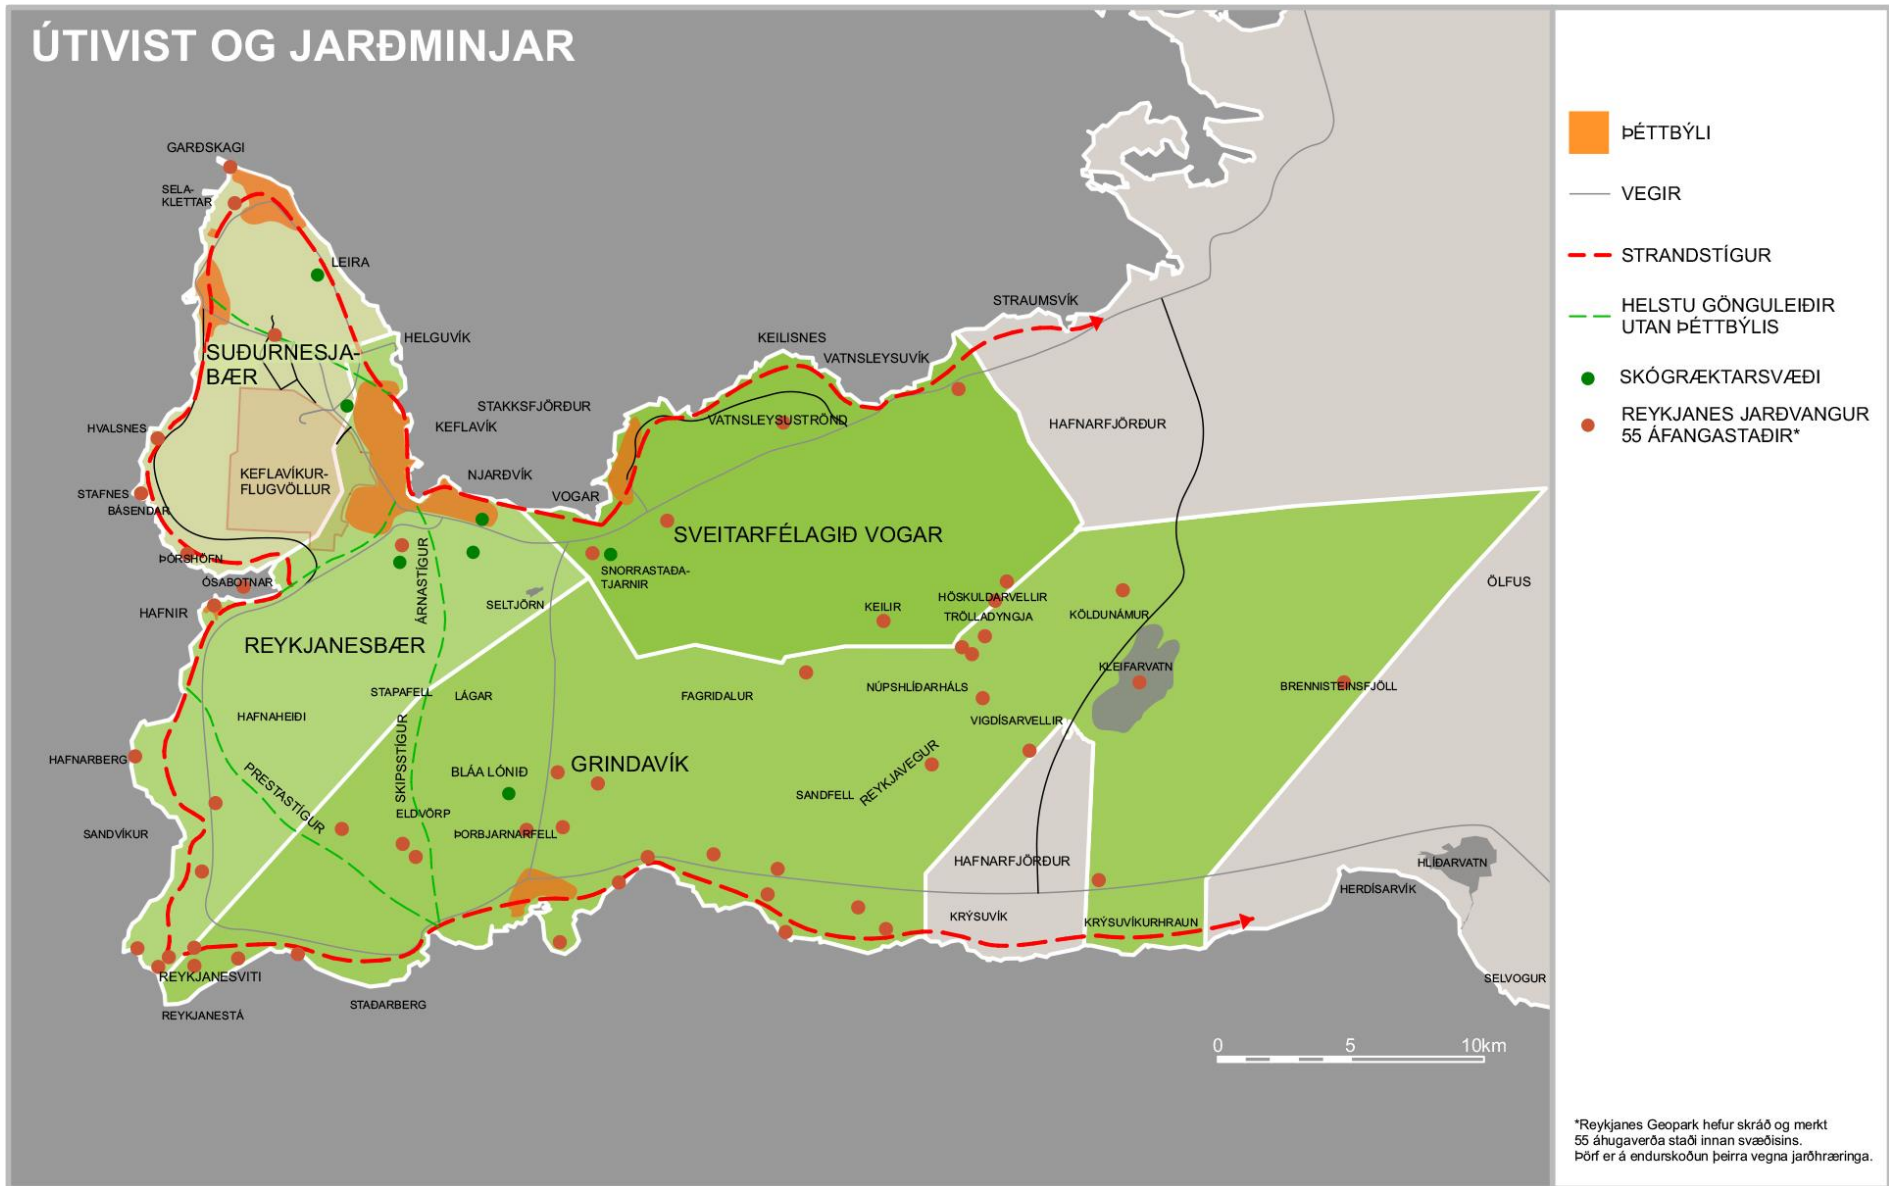 ÚTIVIST OG JARÐMINJAR
GARÐSKAGI
SELA-
KLETTAR
LEIRA
HELGUVÍK
SUÐURNESJA-
BÆR
STAKKSFJÖRÐUR
KEFLAVÍK
HVALSNES
KEFLAVÍKUR-
FLUGVÖLLUR
NJARÐVÍK
VOGAR
STAFNES
BÁSENDAR
ÞÓRSHÖFN
ÓSABOTNAR
HAFNIR
ÁRNASTÍGUR
SELTJÖRN
SNORRASTAÐA-
TJARNIR
KEILISNES
VATNSLEYSUVÍK
STRAUMSVÍK
VATNSLEYSUSTRÖND
HAFNARFJÖRÐUR
SVEITARFÉLAGIÐ VOGAR
ÖLFUS
KEILIR
HÖSKULDARVELLIR
TRÖLLADYNGJA
KÖLDUNÁMUR
REYKJANESBÆR
KLEIFARVATN
BRENNISTEINSFJÖLL
STAPAFELL
LÁGAR
FAGRIDALUR
NÚPSHLÍÐARHÁLS
HAFNAHEIÐI
VIGDÍSARVELLIR
HAFNARBERG
PRESTASTÍGUR
SKIPSSTÍGUR
BLÁA LÓNIÐ
GRINDAVÍK
SANDFELL
REYKJAVEGUR
SANDVÍKUR
ELDVÖRP
ÞORBJARNARFELL
HAFNARFJÖRÐUR
HLÍÐARVATN
HERDÍSARVÍK
KRÝSUVÍK
KRÝSUVÍKURHRAUN
REYKJANESVITI
REYKJANESTÁ
STAÐARBERG
SELVOGUR
0 5 10km
ÞÉTTBÝLI
VEGIR
STRANDSTÍGUR
HELSTU GÖNGULEIÐIR
UTAN ÞÉTTBÝLIS
SKÓGRÆKTARSVÆÐI
REYKJANES JARÐVANGUR
55 ÁFANGASTAÐIR*
*Reykjanes Geopark hefur skráð og merkt
55 áhugaverða staði innan svæðisins.
Þörf er á endurskoðun þeirra vegna jarðhræringa.